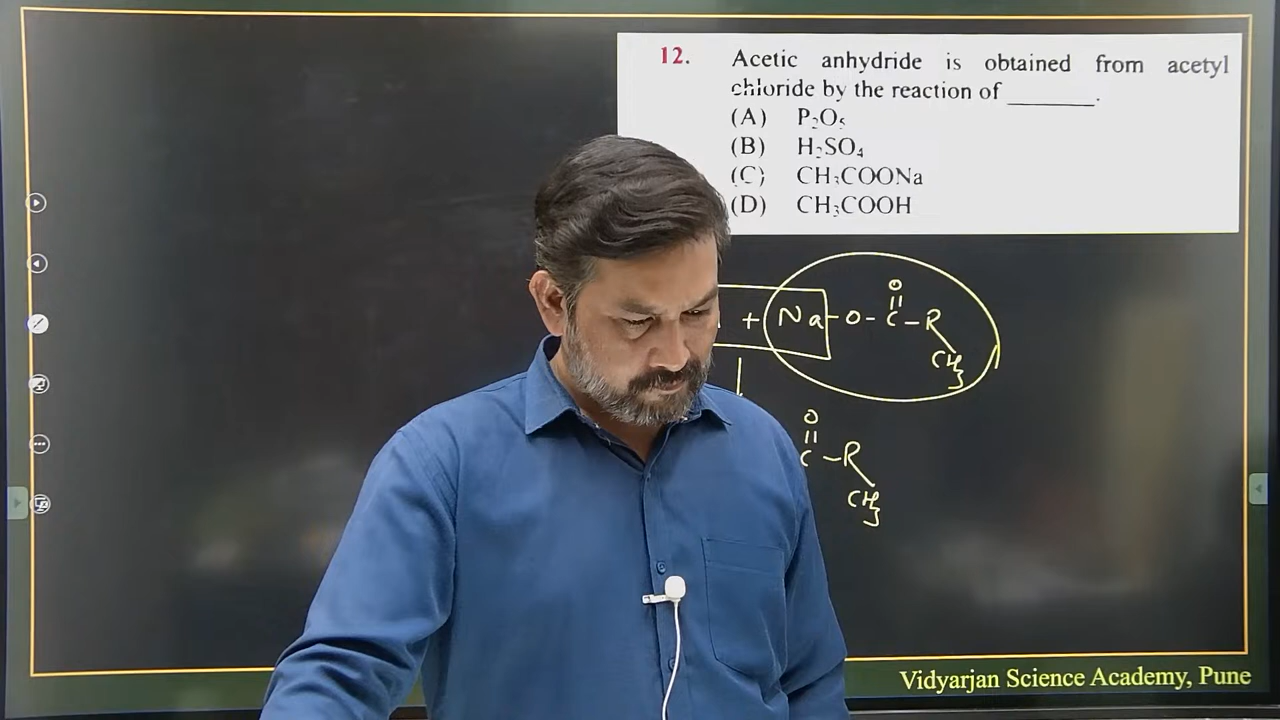 12. Acetic anhydride is obtained from acetyl
chloride by the reaction of ________.
(A) P₂O₅
(B) H₂SO₄
(C) CH₃COONa
(D) CH₃COOH
O
+ Na-O-C-R
CH₃
O
C-R
CH₃
Vidyarjan Science Academy, Pune